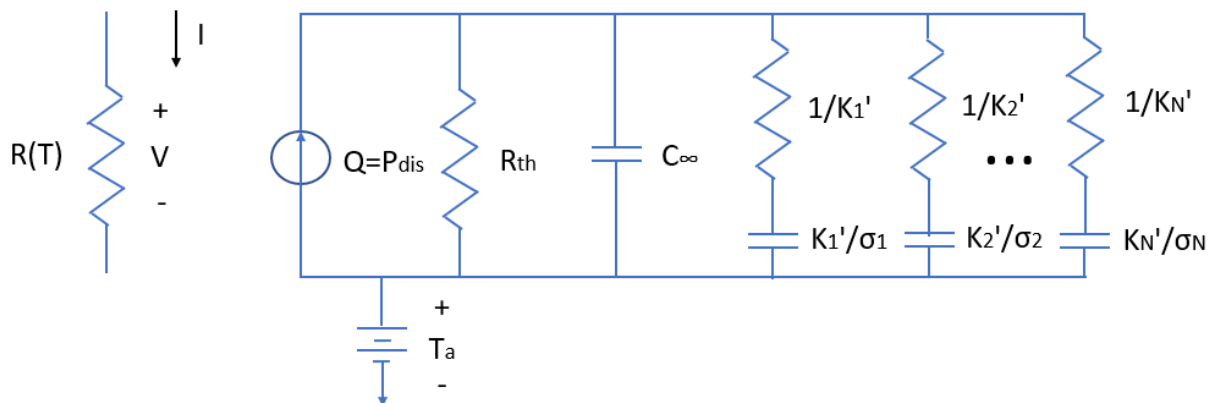 I
R(T)
+
V
-
Q=Pdis
Rth
C∞
1/K1'
1/K2'
1/KN'
...
K1'/σ1
K2'/σ2
KN'/σN
+
Ta
-